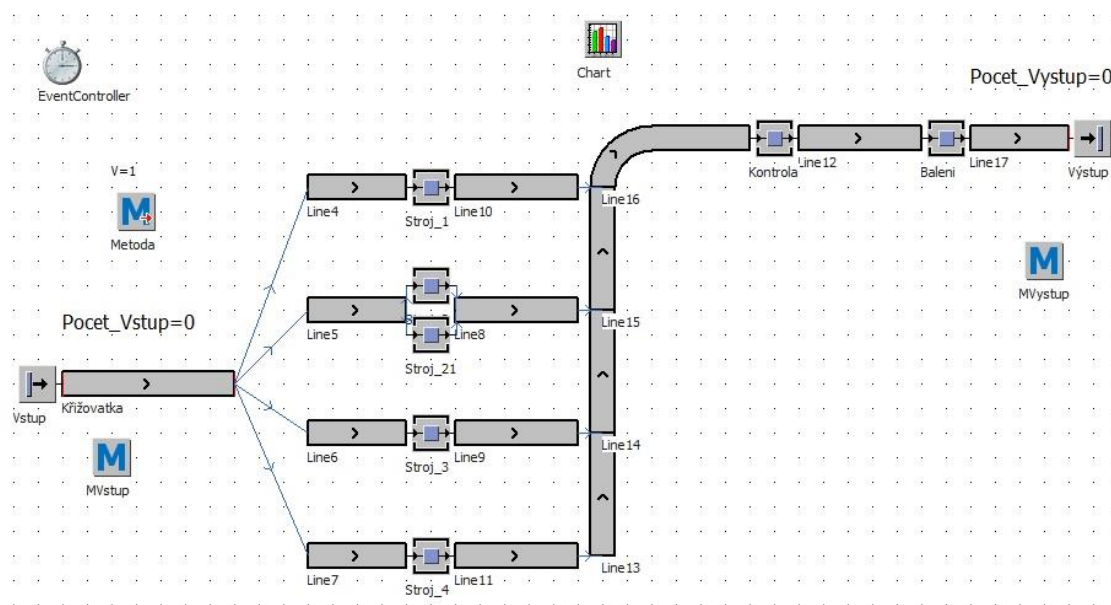 Chart
Pocet_Vystup=0
EventController
V=1
Metoda
Kontrola
Line12
Baleni
Line17
Výstup
Line4
Stroj_1
Line10
Line16
MVystup
Pocet_Vstup=0
Line5
Line8
Line15
Stroj_21
Vstup
Křižovatka
MVstup
Line6
Stroj_3
Line9
Line14
Line7
Stroj_4
Line11
Line13